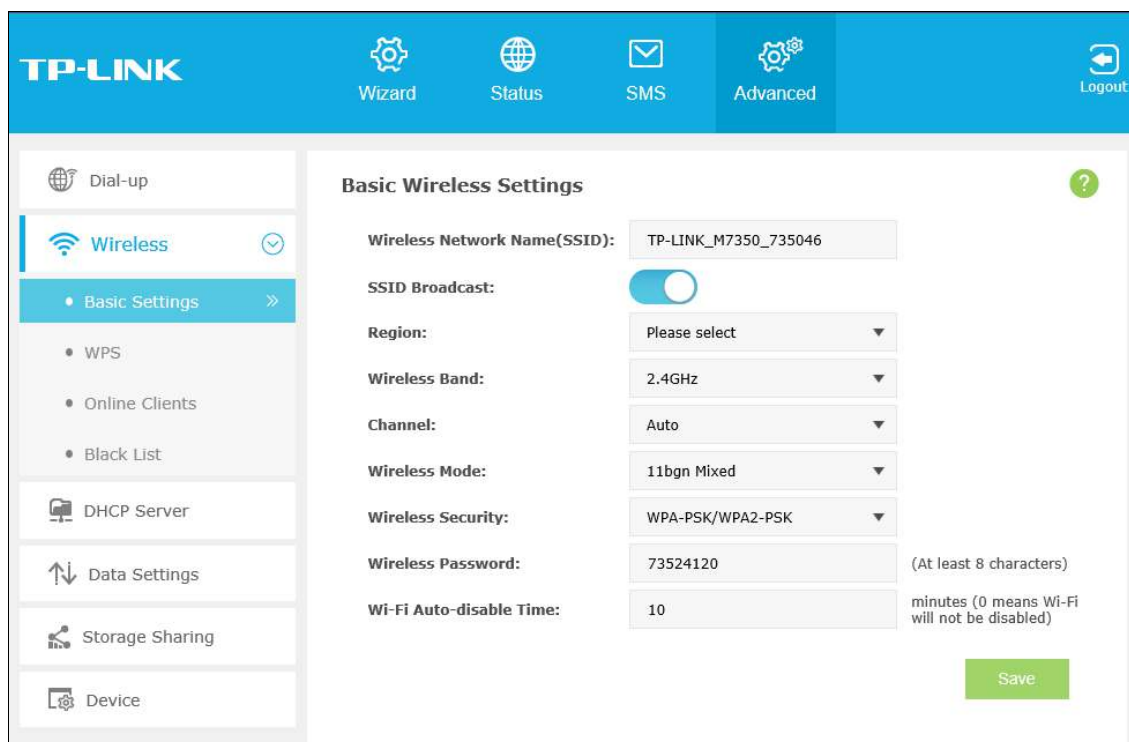 TP-LINK
Wizard
Status
SMS
Advanced
Logout
Dial-up
Wireless
Basic Settings
WPS
Online Clients
Black List
DHCP Server
Data Settings
Storage Sharing
Device
Basic Wireless Settings
?
Wireless Network Name(SSID): TP-LINK_M7350_735046
SSID Broadcast:
Region: Please select
Wireless Band: 2.4GHz
Channel: Auto
Wireless Mode: 11bgn Mixed
Wireless Security: WPA-PSK/WPA2-PSK
Wireless Password: 73524120 (At least 8 characters)
Wi-Fi Auto-disable Time: 10 minutes (0 means Wi-Fi
will not be disabled)
Save